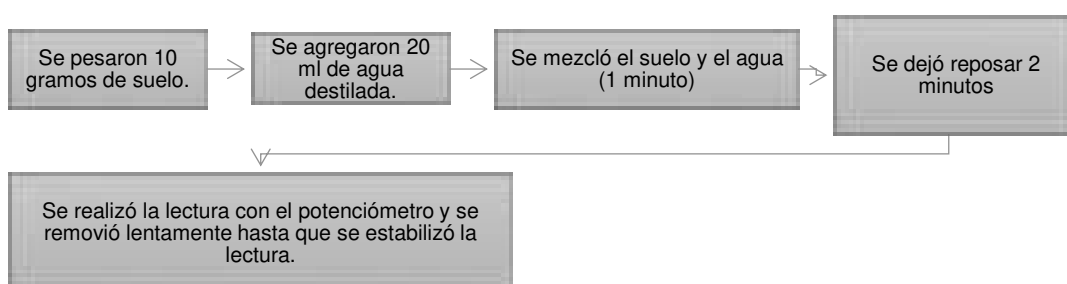 Se pesaron 10
gramos de suelo.
Se agregaron 20
ml de agua
destilada.
Se mezcló el suelo y el agua
(1 minuto)
Se dejó reposar 2
minutos
Se realizó la lectura con el potenciómetro y se
removió lentamente hasta que se estabilizó la
lectura.